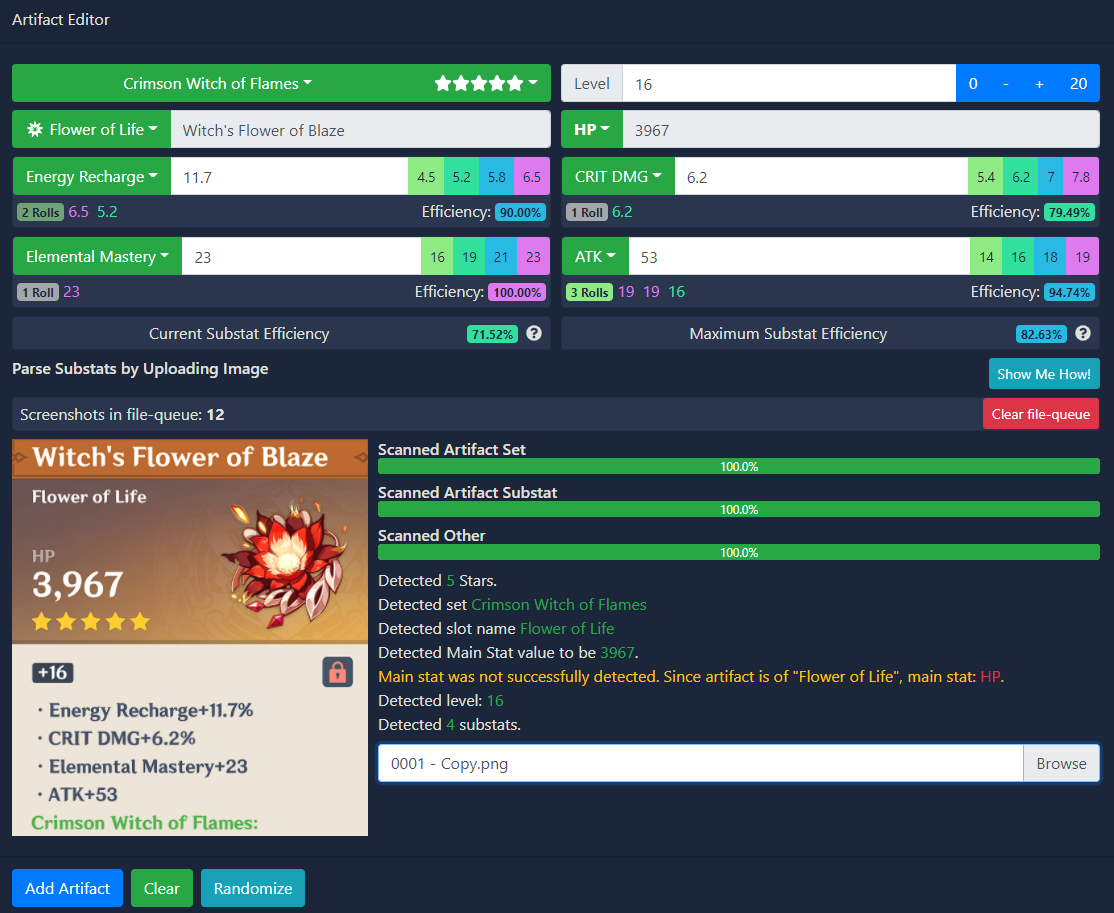 Artifact Editor
Crimson Witch of Flames
Level 16 0 - + 20
Flower of Life Witch's Flower of Blaze
HP 3967
Energy Recharge 11.7 4.5 5.2 5.8 6.5
CRIT DMG 6.2 5.4 6.2 7 7.8
2 Rolls 6.5 5.2 Efficiency: 90.00%
1 Roll 6.2 Efficiency: 79.49%
Elemental Mastery 23 16 19 21 23
ATK 53 14 16 18 19
1 Roll 23 Efficiency: 100.00%
3 Rolls 19 19 16 Efficiency: 94.74%
Current Substat Efficiency 71.52% ?
Maximum Substat Efficiency 82.63% ?
Parse Substats by Uploading Image
Show Me How!
Screenshots in file-queue: 12
Clear file-queue
Witch's Flower of Blaze
Flower of Life
HP
3,967
+16
· Energy Recharge+11.7%
· CRIT DMG+6.2%
· Elemental Mastery+23
· ATK+53
Crimson Witch of Flames:
Scanned Artifact Set
100.0%
Scanned Artifact Substat
100.0%
Scanned Other
100.0%
Detected 5 Stars.
Detected set Crimson Witch of Flames
Detected slot name Flower of Life
Detected Main Stat value to be 3967.
Main stat was not successfully detected. Since artifact is of "Flower of Life", main stat: HP.
Detected level: 16
Detected 4 substats.
0001 - Copy.png Browse
Add Artifact Clear Randomize